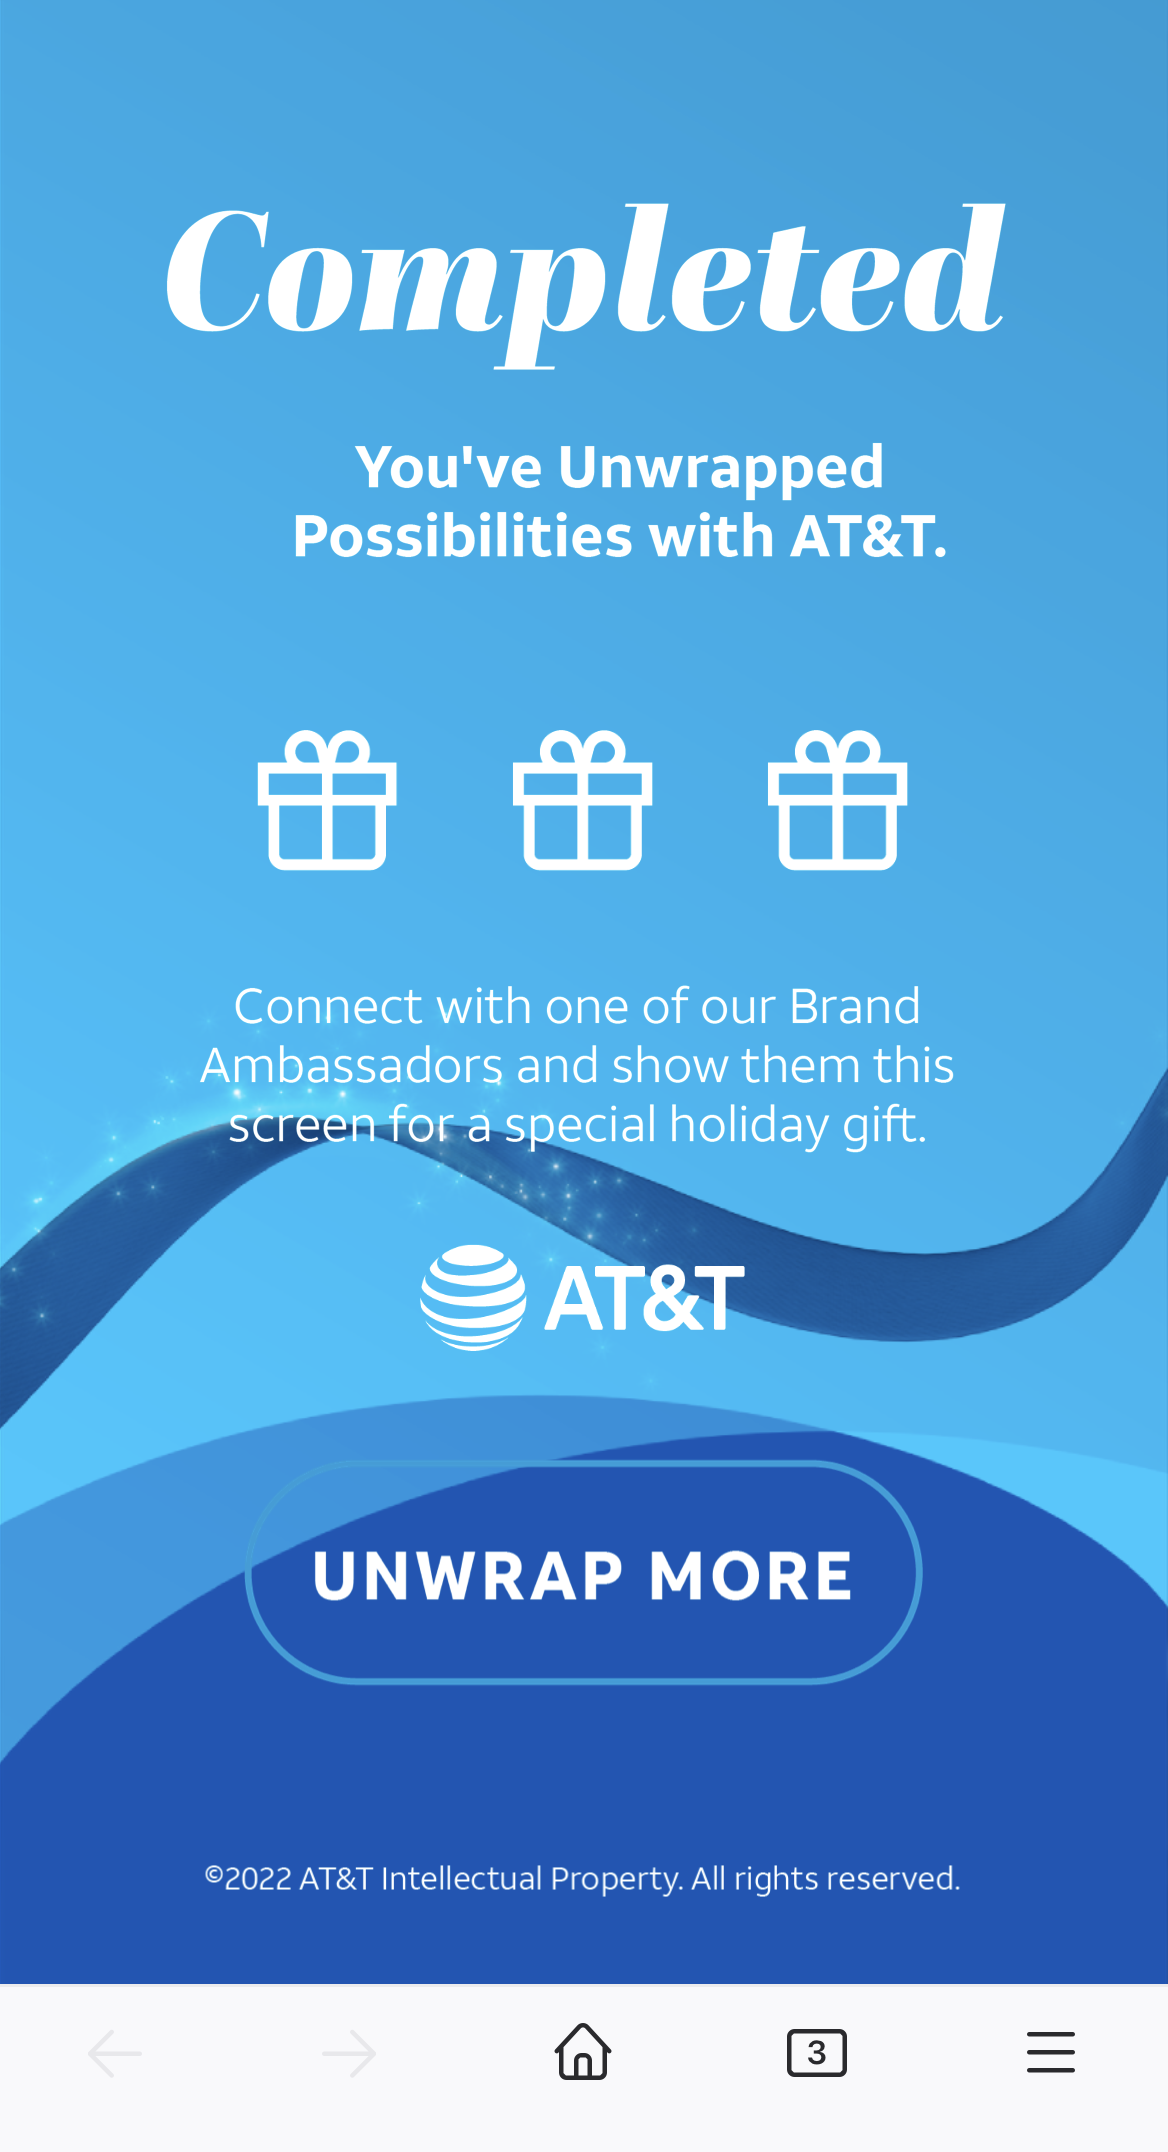 Completed
You've Unwrapped
Possibilities with AT&T.
Connect with one of our Brand
Ambassadors and show them this
screen for a special holiday gift.
AT&T
UNWRAP MORE
©2022 AT&T Intellectual Property. All rights reserved.
3